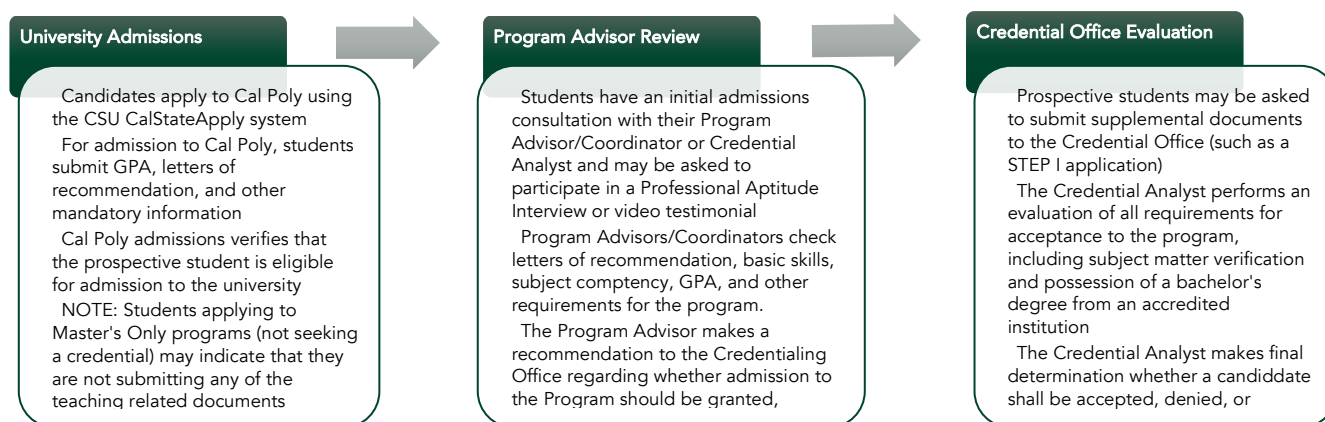 University Admissions
Candidates apply to Cal Poly using
the CSU CalStateApply system
For admission to Cal Poly, students
submit GPA, letters of
recommendation, and other
mandatory information
Cal Poly admissions verifies that
the prospective student is eligible
for admission to the university
NOTE: Students applying to
Master's Only programs (not seeking
a credential) may indicate that they
are not submitting any of the
teaching related documents
Program Advisor Review
Students have an initial admissions
consultation with their Program
Advisor/Coordinator or Credential
Analyst and may be asked to
participate in a Professional Aptitude
Interview or video testimonial
Program Advisors/Coordinators check
letters of recommendation, basic skills,
subject comptency, GPA, and other
requirements for the program.
The Program Advisor makes a
recommendation to the Credentialing
Office regarding whether admission to
the Program should be granted,
Credential Office Evaluation
Prospective students may be asked
to submit supplemental documents
to the Credential Office (such as a
STEP I application)
The Credential Analyst performs an
evaluation of all requirements for
acceptance to the program,
including subject matter verification
and possession of a bachelor's
degree from an accredited
institution
The Credential Analyst makes final
determination whether a candiddate
shall be accepted, denied, or